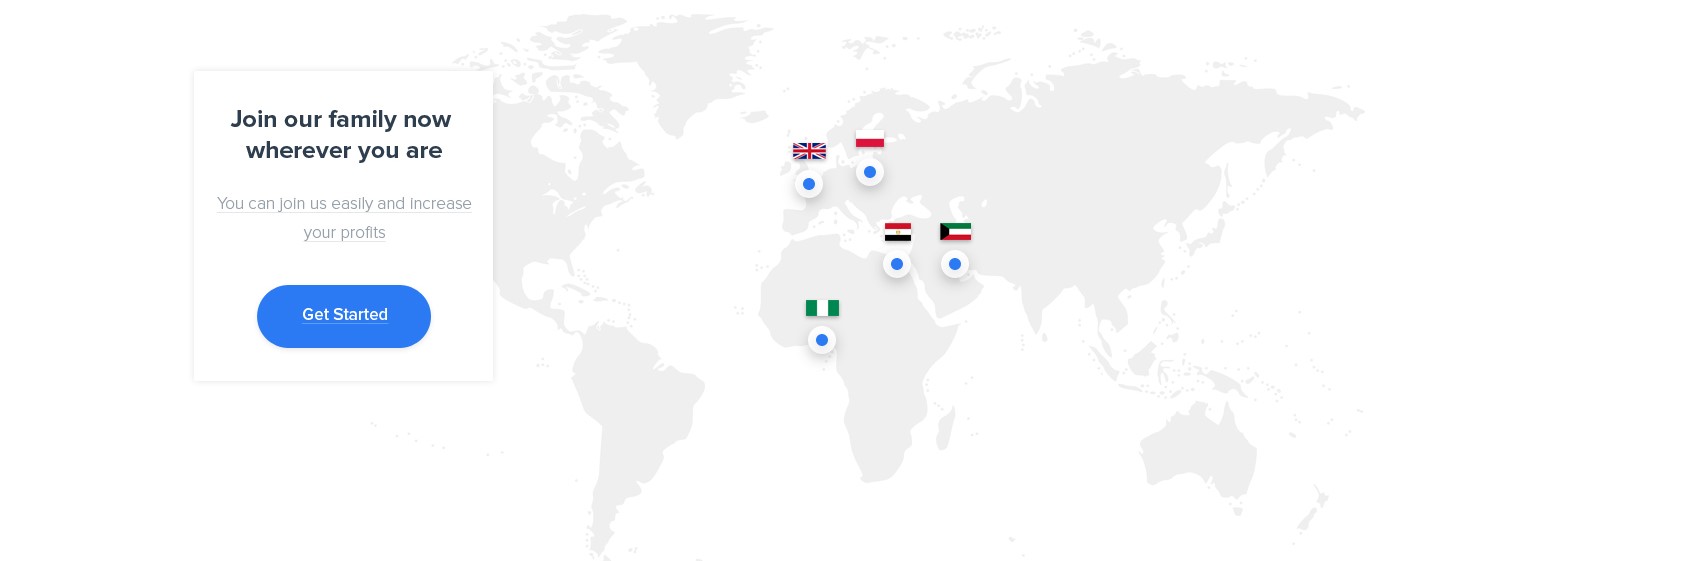 Join our family now
wherever you are
You can join us easily and increase
your profits
Get Started